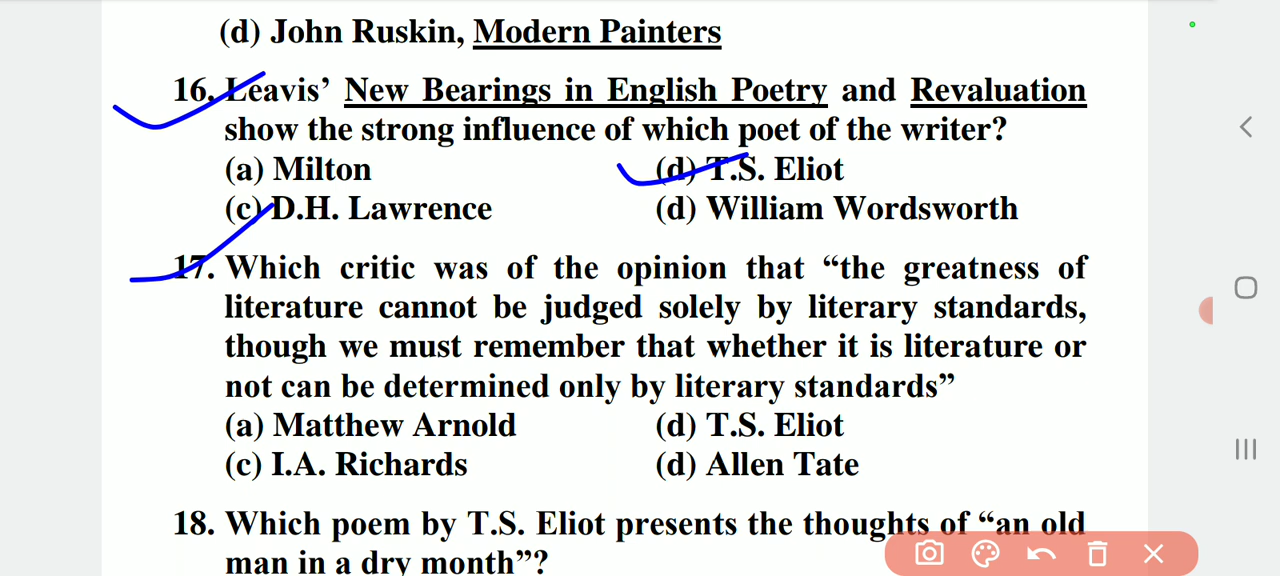 (d) John Ruskin, Modern Painters
16. Leavis’ New Bearings in English Poetry and Revaluation
show the strong influence of which poet of the writer?
(a) Milton (d) T.S. Eliot
(c) D.H. Lawrence (d) William Wordsworth
17. Which critic was of the opinion that “the greatness of
literature cannot be judged solely by literary standards,
though we must remember that whether it is literature or
not can be determined only by literary standards”
(a) Matthew Arnold (d) T.S. Eliot
(c) I.A. Richards (d) Allen Tate
18. Which poem by T.S. Eliot presents the thoughts of “an old
man in a dry month”?